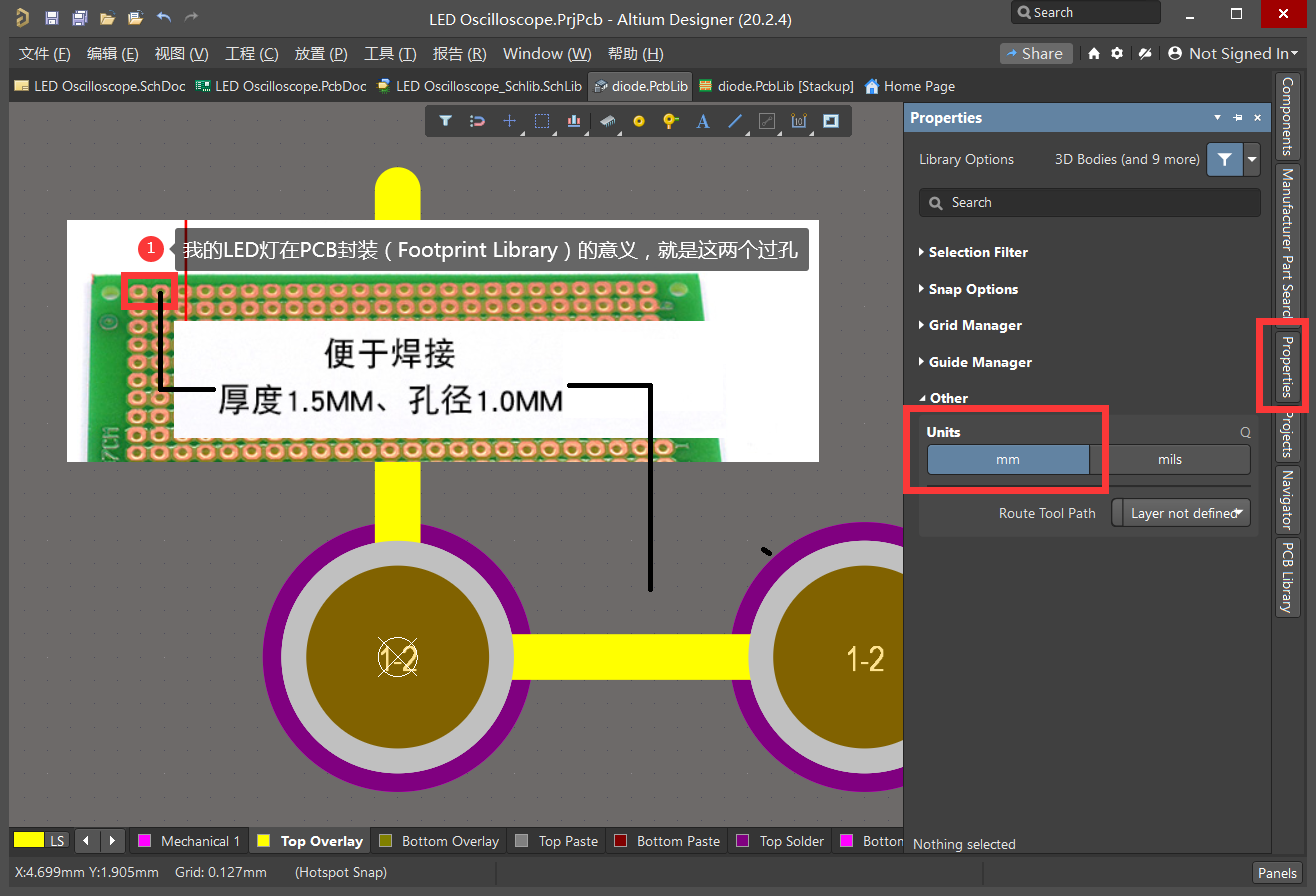 LED Oscilloscope.PrjPcb - Altium Designer (20.2.4)
Search
文件 (F) 编辑 (E) 视图 (V) 工程 (C) 放置 (P) 工具 (T) 报告 (R) Window (W) 帮助 (H)
Share
Not Signed In
LED Oscilloscope.SchDoc LED Oscilloscope.PcbDoc LED Oscilloscope_Schlib.SchLib diode.PcbLib diode.PcbLib [Stackup] Home Page
A
Properties
Library Options 3D Bodies (and 9 more)
Search
Selection Filter
Snap Options
Grid Manager
Guide Manager
Other
Units
mm mils
Route Tool Path Layer not defined
Nothing selected
Components
Manufacturer Part Search
Properties
Projects
Navigator
PCB Library
1 我的LED灯在PCB封装（Footprint Library）的意义，就是这两个过孔
便于焊接
厚度1.5MM、孔径1.0MM
1-2
1-2
LS Mechanical 1 Top Overlay Bottom Overlay Top Paste Bottom Paste Top Solder Bottom
X:4.699mm Y:1.905mm Grid: 0.127mm (Hotspot Snap)
Panels